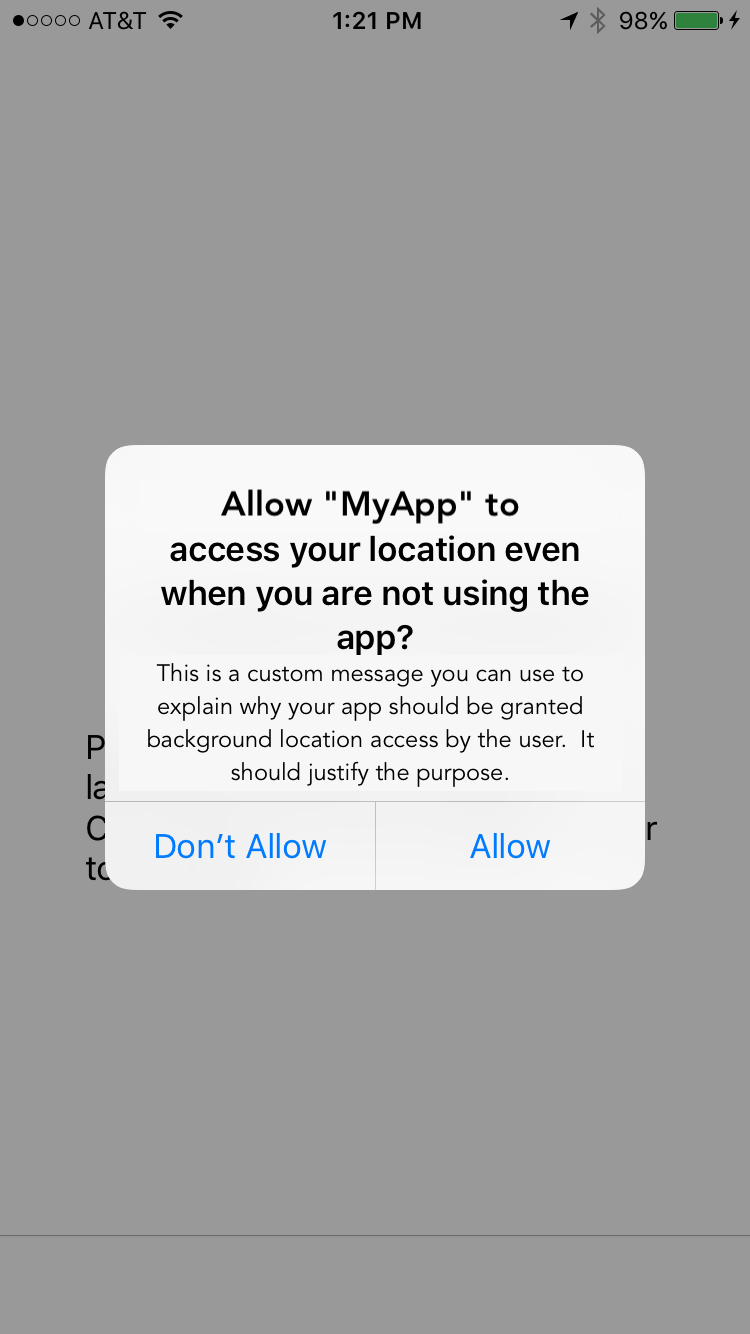 AT&T 1:21 PM 98%
Allow "MyApp" to
access your location even
when you are not using the
app?
This is a custom message you can use to
explain why your app should be granted
background location access by the user.  It
should justify the purpose.
Don’t Allow Allow